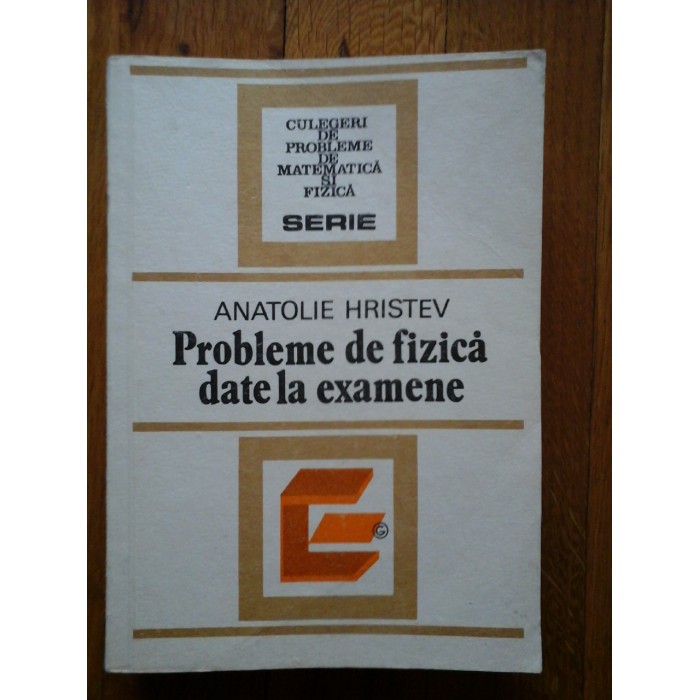 CULEGERI
DE
PROBLEME
DE
MATEMATICĂ
ŞI
FIZICĂ
SERIE
ANATOLIE HRISTEV
Probleme de fizică
date la examene
E
G